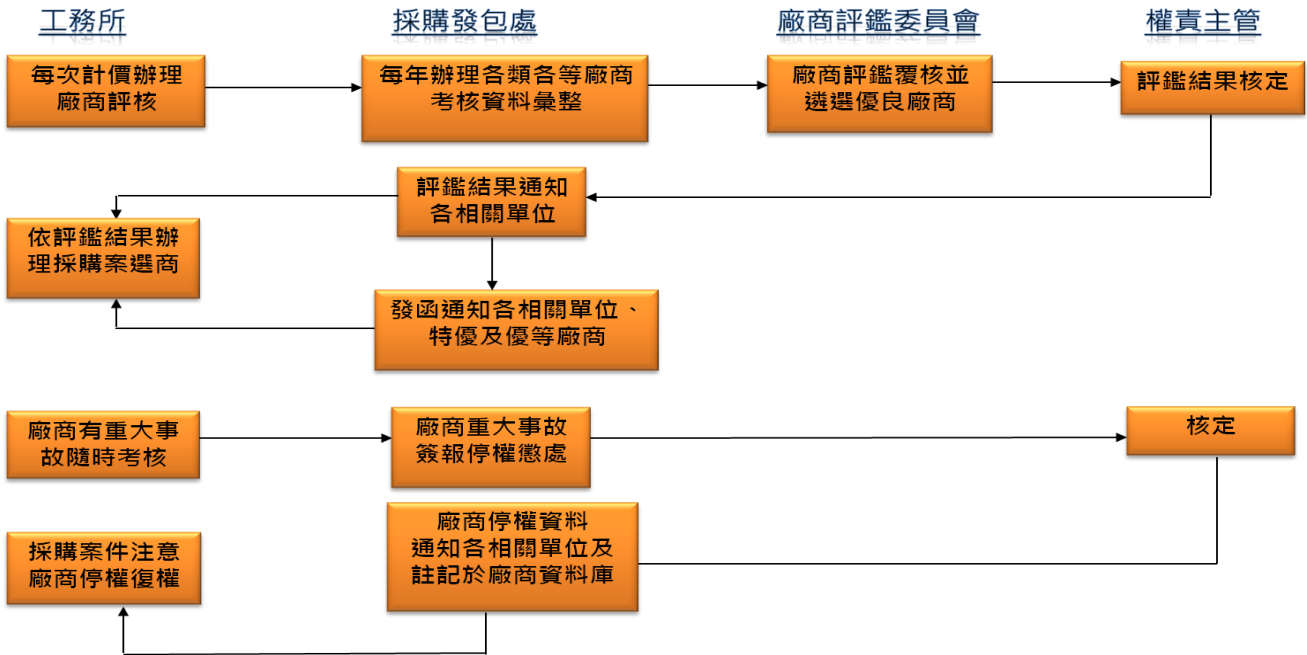 工務所
採購發包處
廠商評鑑委員會
權責主管
每次計價辦理
廠商評核
每年辦理各類各等廠商
考核資料彙整
廠商評鑑覆核並
遴選優良廠商
評鑑結果核定
評鑑結果通知
各相關單位
依評鑑結果辦
理採購案選商
發函通知各相關單位、
特優及優等廠商
廠商有重大事
故隨時考核
廠商重大事故
簽報停權懲處
核定
廠商停權資料
通知各相關單位及
註記於廠商資料庫
採購案件注意
廠商停權復權